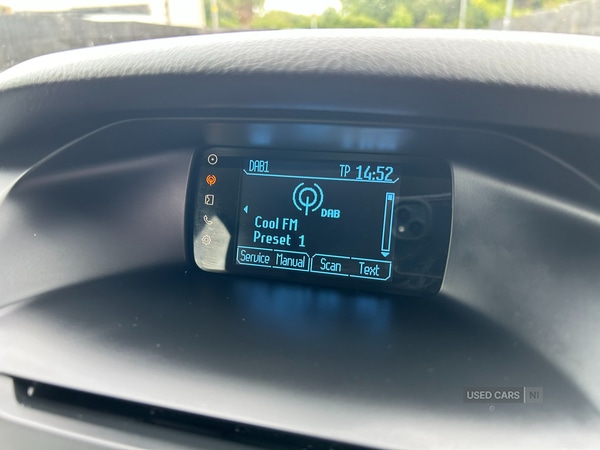 DAB1 TP 14:52
DAB
Cool FM
Preset 1
Service Manual Scan Text
USED CARS NI